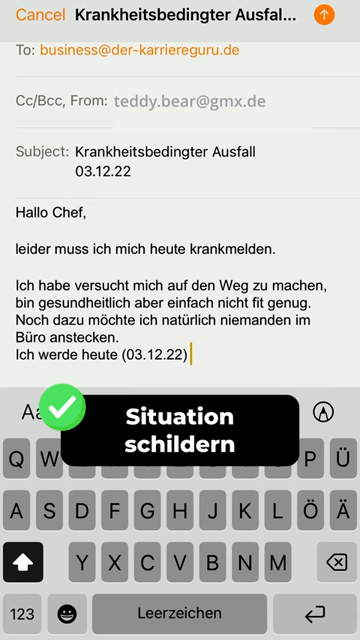 Cancel Krankheitsbedingter Ausfal...
To: business@der-karriereguru.de
Cc/Bcc, From: teddy.bear@gmx.de
Subject: Krankheitsbedingter Ausfall
03.12.22
Hallo Chef,
leider muss ich mich heute krankmelden.
Ich habe versucht mich auf den Weg zu machen,
bin gesundheitlich aber einfach nicht fit genug.
Noch dazu möchte ich natürlich niemanden im
Büro anstecken.
Ich werde heute (03.12.22)
Situation
schildern
Q W P Ü
A S D F G H J K L Ö Ä
Y X C V B N M
123 Leerzeichen